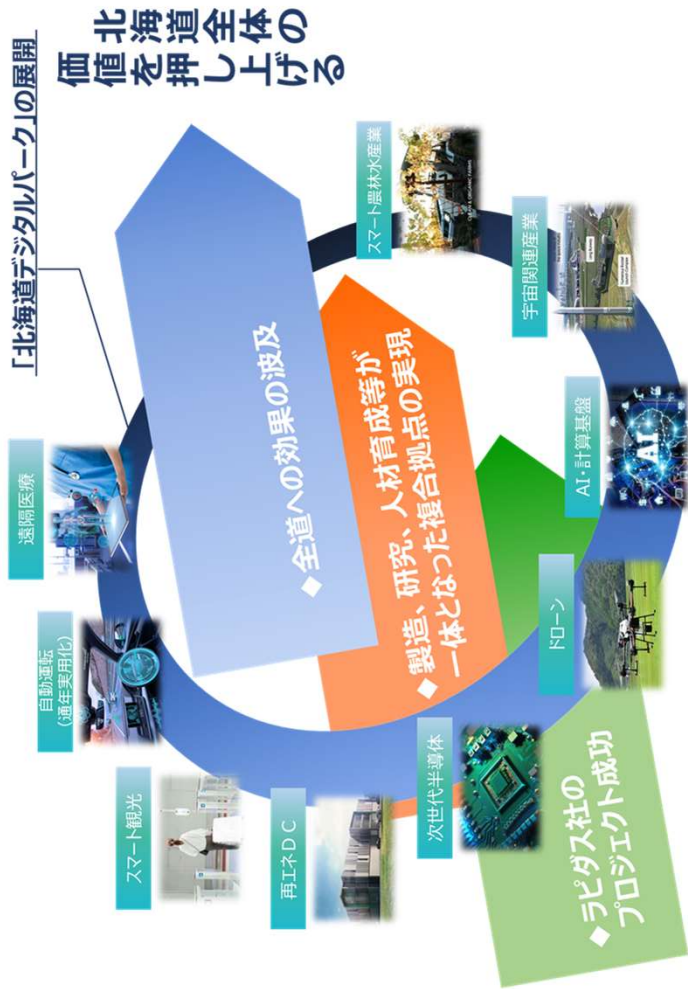 「北海道デジタルパーク」の展開
北海道全体の
価値を押し上げる
◆ 全道への効果の波及
◆ 製造、研究、人材育成等が
一体となった複合拠点の実現
◆ ラピダス社の
プロジェクト成功
遠隔医療
自動運転
(通年実用化)
スマート観光
再エネDC
次世代半導体
ドローン
AI・計算基盤
AI
宇宙関連産業
スマート農林水産業